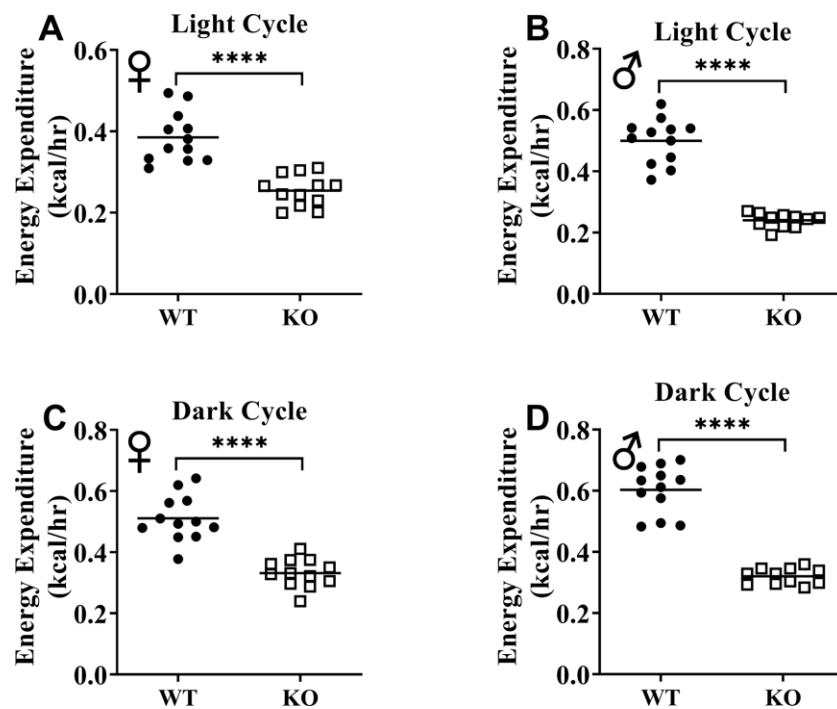 A
Light Cycle
♀
****
Energy Expenditure
(kcal/hr)
0.6
0.4
0.2
0.0
WT
KO
B
Light Cycle
♂
****
Energy Expenditure
(kcal/hr)
0.8
0.6
0.4
0.2
0.0
WT
KO
C
Dark Cycle
♀
****
Energy Expenditure
(kcal/hr)
0.8
0.6
0.4
0.2
0.0
WT
KO
D
Dark Cycle
♂
****
Energy Expenditure
(kcal/hr)
0.8
0.6
0.4
0.2
0.0
WT
KO